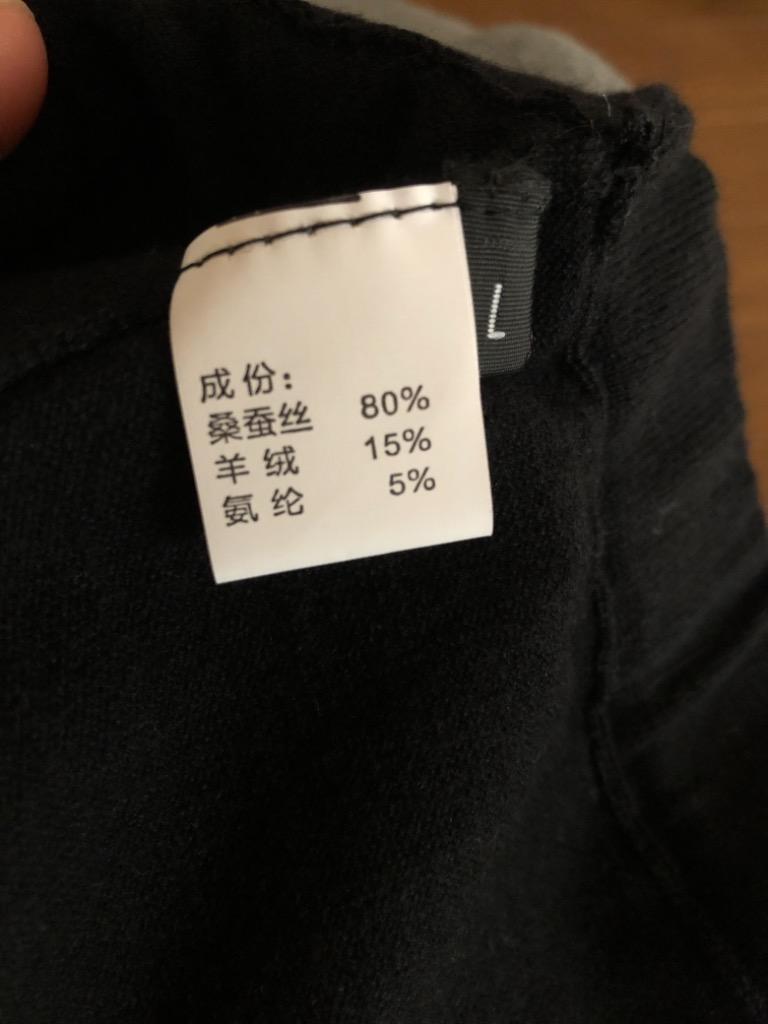 成份：
桑蚕丝 80%
羊绒 15%
氨纶 5%